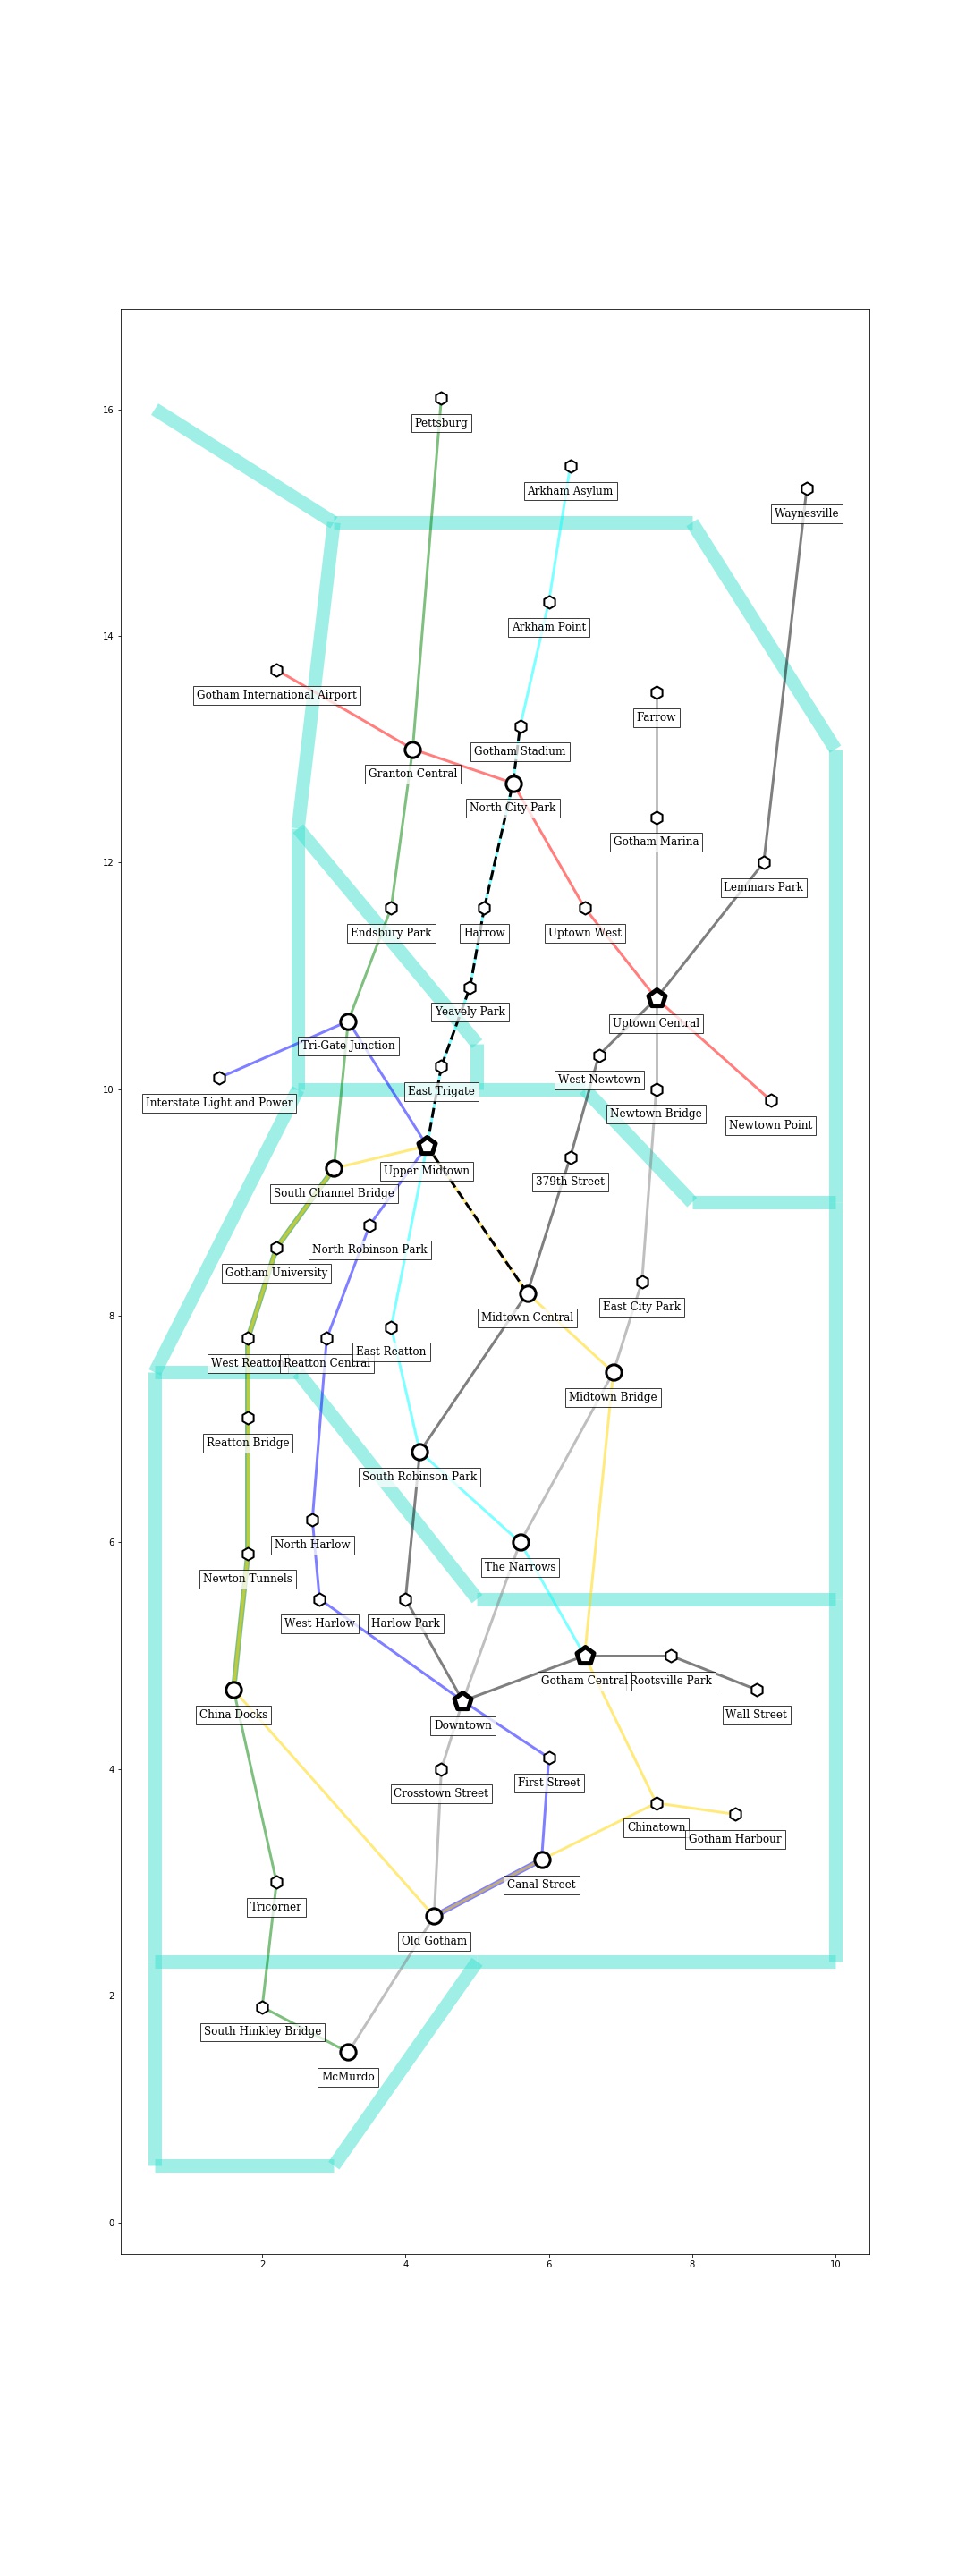 16
Pettsburg
Arkham Asylum
Waynesville
14
Arkham Point
Gotham International Airport
Farrow
Gotham Stadium
Granton Central
North City Park
12
Gotham Marina
Lemmars Park
Endsbury Park
Harrow
Uptown West
Yeavely Park
Uptown Central
Tri-Gate Junction
10
Interstate Light and Power
East Trigate
West Newtown
Newtown Bridge
Newtown Point
Upper Midtown
379th Street
South Channel Bridge
North Robinson Park
Gotham University
8
Midtown Central
East City Park
West Reatton
Reatton Central
East Reatton
Midtown Bridge
Reatton Bridge
South Robinson Park
6
North Harlow
The Narrows
Newton Tunnels
West Harlow
Harlow Park
Gotham Central
Rootsville Park
China Docks
Downtown
Wall Street
4
Crosstown Street
First Street
Chinatown
Gotham Harbour
Canal Street
Tricorner
Old Gotham
2
South Hinkley Bridge
McMurdo
0
2
4
6
8
10